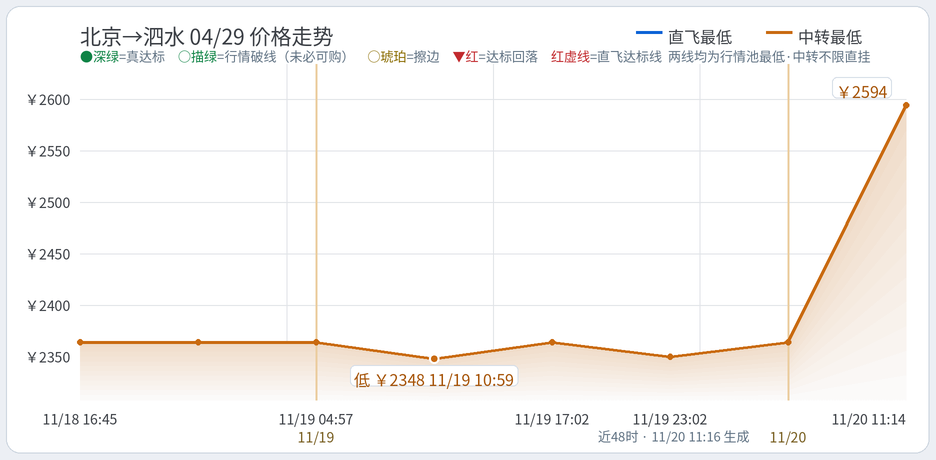 北京→泗水 04/29 价格走势
直飞最低 中转最低
●深绿=真达标 ○描绿=行情破线（未必可购） ○琥珀=擦边 ▼红=达标回落 红虚线=直飞达标线 两线均为行情池最低·中转不限直挂
¥2594
¥2600
¥2550
¥2500
¥2450
¥2400
¥2350
低 ¥2348 11/19 10:59
11/18 16:45 11/19 04:57 11/19 17:02 11/19 23:02 11/20 11:14
11/19 近48时 · 11/20 11:16 生成 11/20